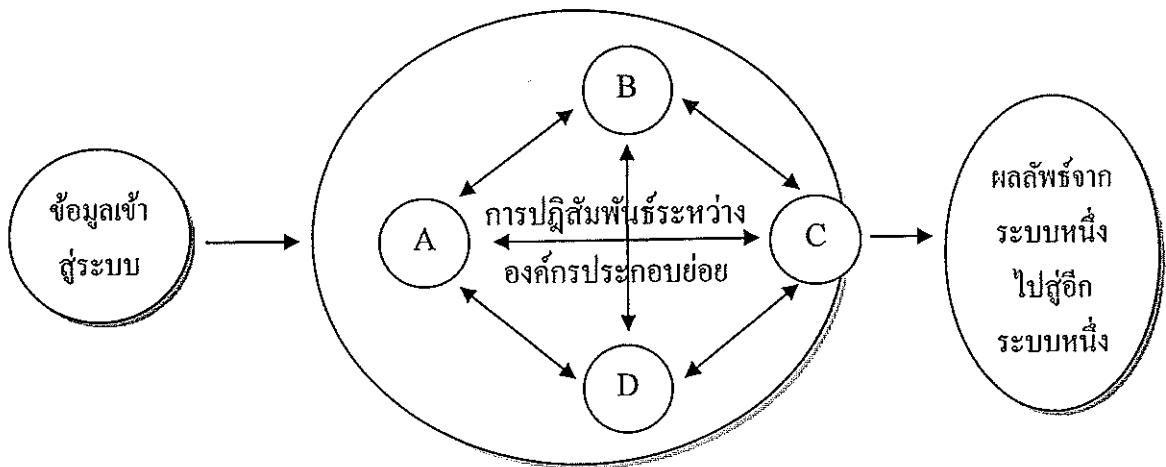 ข้อมูลเข้า
สู่ระบบ
B
A
การปฎิสัมพันธ์ระหว่าง
องค์กรประกอบย่อย
C
D
ผลลัพธ์จาก
ระบบหนึ่ง
ไปสู่อีก
ระบบหนึ่ง